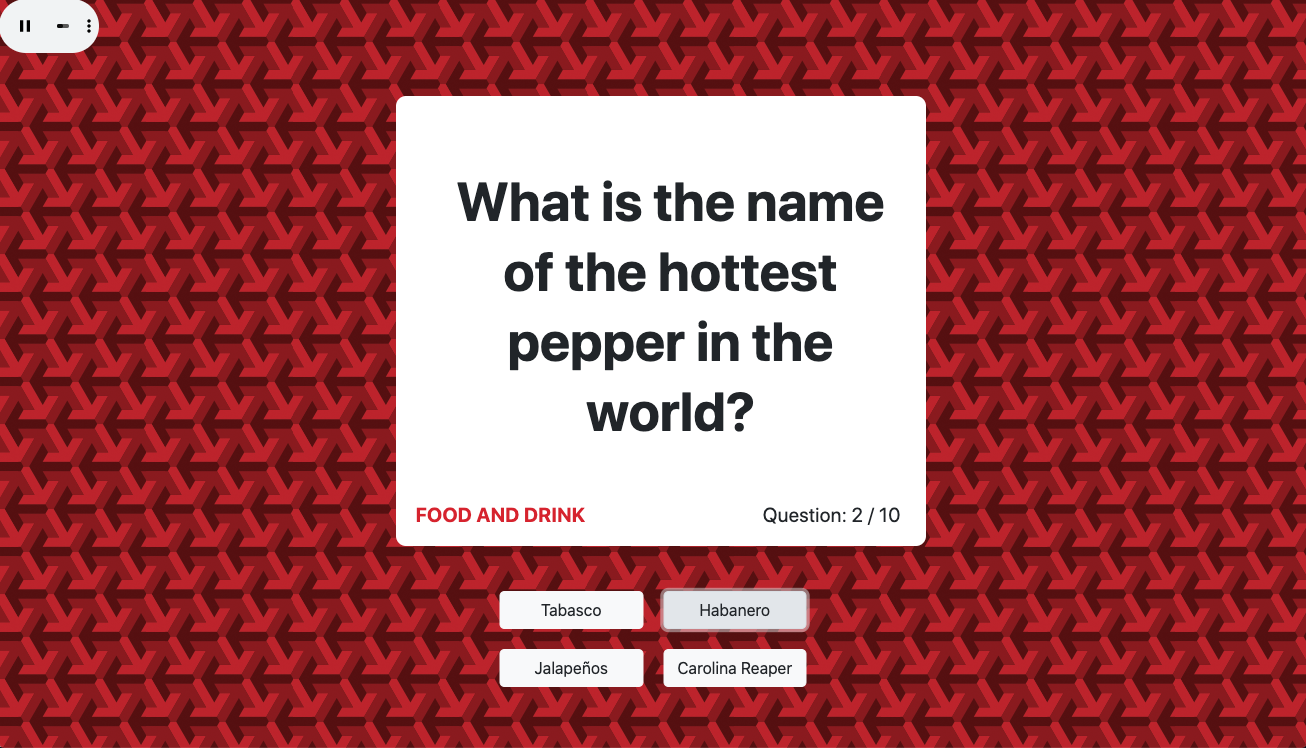 What is the name
of the hottest
pepper in the
world?
FOOD AND DRINK
Question: 2 / 10
Tabasco
Habanero
Jalapeños
Carolina Reaper